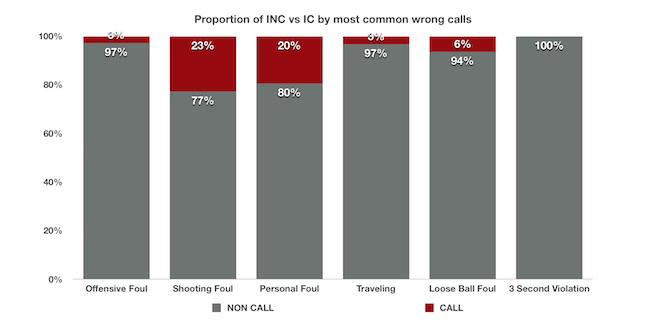 Proportion of INC vs IC by most common wrong calls
100%
80%
60%
40%
20%
0%
3%
97%
23%
77%
20%
80%
3%
97%
6%
94%
100%
Offensive Foul
Shooting Foul
Personal Foul
Traveling
Loose Ball Foul
3 Second Violation
NON CALL
CALL